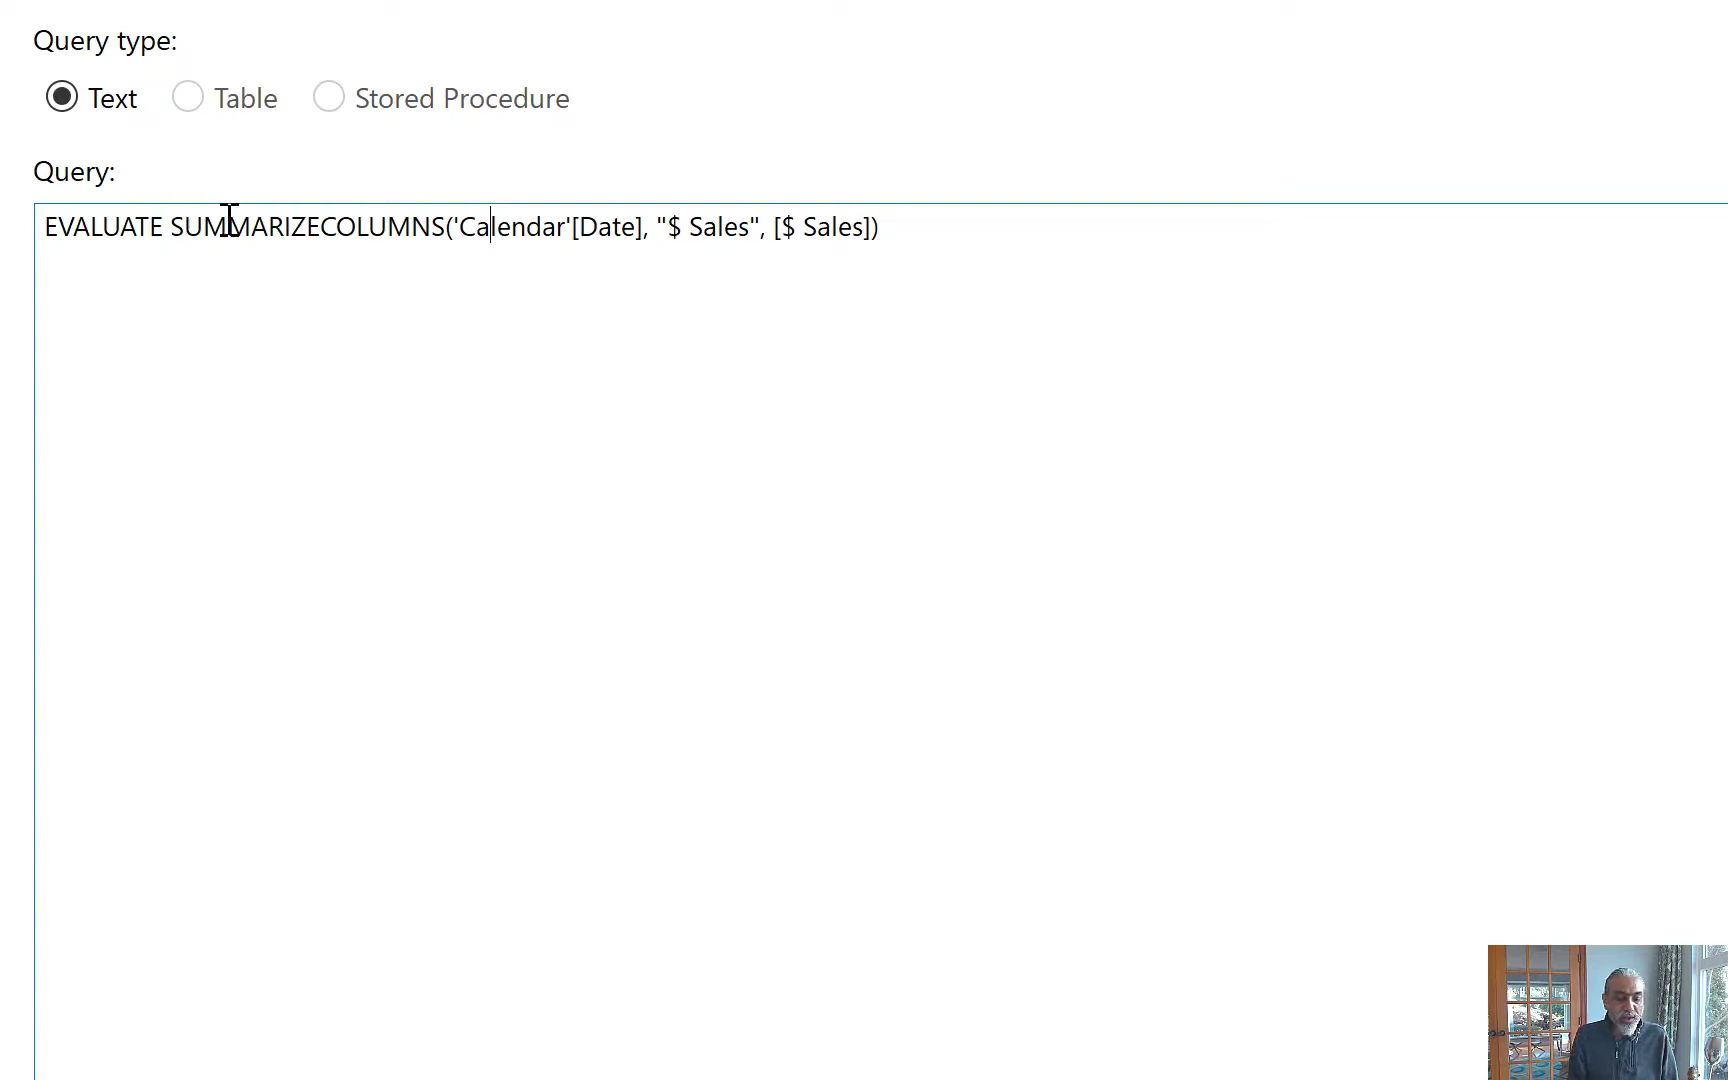 Query type:
Text Table Stored Procedure
Query:
EVALUATE SUMMARIZECOLUMNS('Calendar'[Date], "$ Sales", [$ Sales])